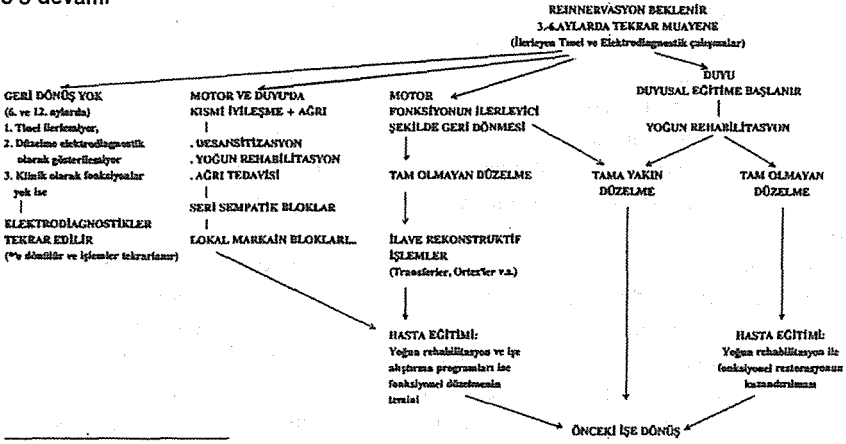 REINNERVASYON BEKLENİR
3.-6.AYLARDA TEKRAR MUAYENE
(İlerleyen Tinel ve Elektrodiagnostik çalışmalar)
GERİ DÖNÜŞ YOK
(6. ve 12. aylarda)
1. Tinel ilerlemiyor,
2. Düzelme elektrodiagnostik
olarak gösterilemiyor
3. Klinik olarak fonksiyonlar
yok ise
ELEKTRODİAGNOSTİKLER
TEKRAR EDİLİR
(*'e dönülür ve işlemler tekrarlanır)
MOTOR VE DUYU'DA
KISMİ İYİLEŞME + AĞRI
. DESANSİTİZASYON
. YOĞUN REHABİLİTASYON
. AĞRI TEDAVİSİ
SERİ SEMPATİK BLOKLAR
LOKAL MARKAİN BLOKLARI..
MOTOR
FONKSİYONUN İLERLEYİCİ
ŞEKİLDE GERİ DÖNMESİ
TAM OLMAYAN DÜZELME
İLAVE REKONSTRUKTİF
İŞLEMLER
(Transferler, Ortez'ler v.s.)
HASTA EĞİTİMİ:
Yoğun rehabilitasyon ve işe
alıştırma programları ise
fonksiyonel düzelmenin
temini
DUYU
DUYUSAL EĞİTİME BAŞLANIR
YOĞUN REHABİLİTASYON
TAMA YAKIN
DÜZELME
TAM OLMAYAN
DÜZELME
HASTA EĞİTİMİ:
Yoğun rehabilitasyon ile
fonksiyonel restorasyonun
kazandırılması
ÖNCEKİ İŞE DÖNÜŞ